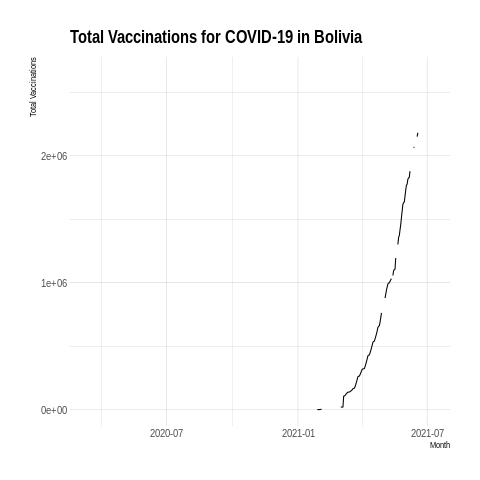 Total Vaccinations for COVID-19 in Bolivia
Total Vaccinations
2e+06
1e+06
0e+00
2020-07
2021-01
2021-07
Month